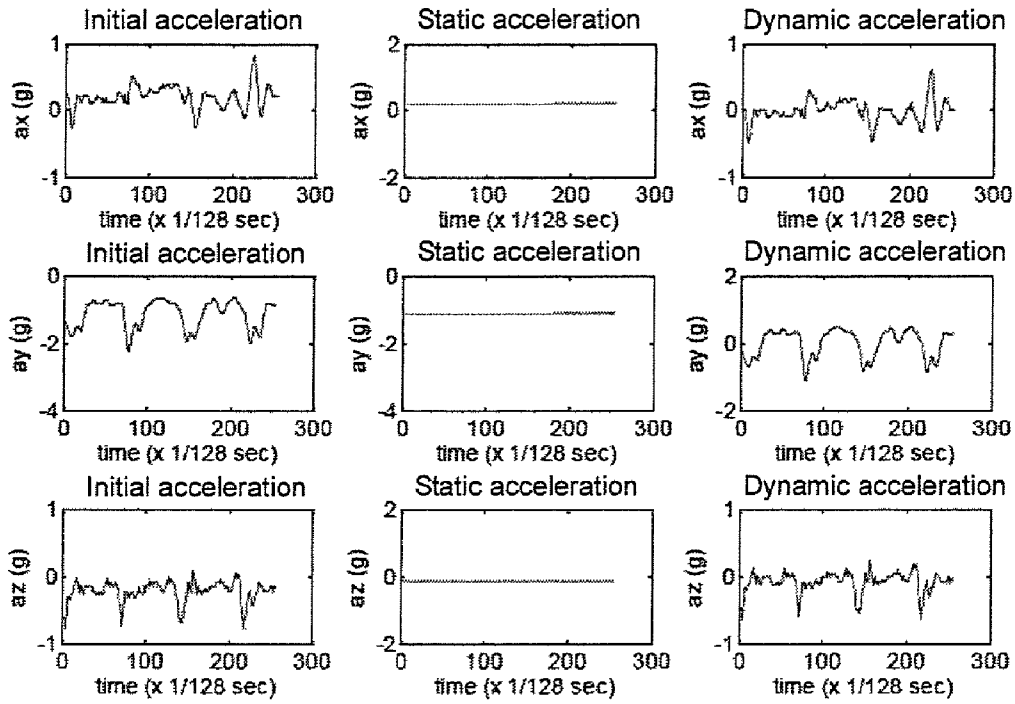 Initial acceleration
Static acceleration
Dynamic acceleration
1
0
-1
ax (g)
0 100 200 300
time (x 1/128 sec)
2
0
-2
ax (g)
0 100 200 300
time (x 1/128 sec)
1
0
-1
ax (g)
0 100 200 300
time (x 1/128 sec)
Initial acceleration
Static acceleration
Dynamic acceleration
0
-2
-4
ay (g)
0 100 200 300
time (x 1/128 sec)
0
-2
-4
ay (g)
0 100 200 300
time (x 1/128 sec)
2
0
-2
ay (g)
0 100 200 300
time (x 1/128 sec)
Initial acceleration
Static acceleration
Dynamic acceleration
1
0
-1
az (g)
0 100 200 300
time (x 1/128 sec)
2
0
-2
az (g)
0 100 200 300
time (x 1/128 sec)
1
0
-1
az (g)
0 100 200 300
time (x 1/128 sec)